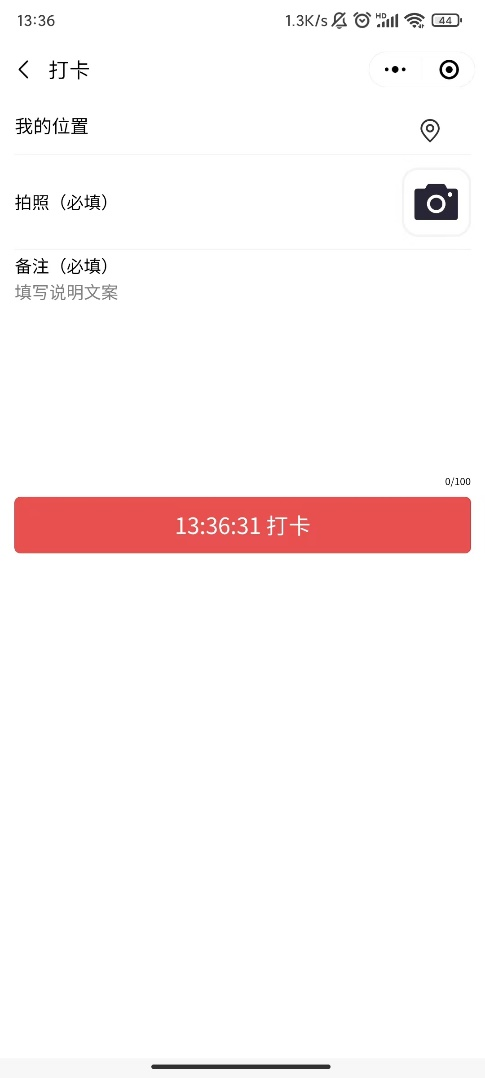 13:36
1.3K/s
HD
44
打卡
我的位置
拍照（必填）
备注（必填）
填写说明文案
0/100
13:36:31 打卡